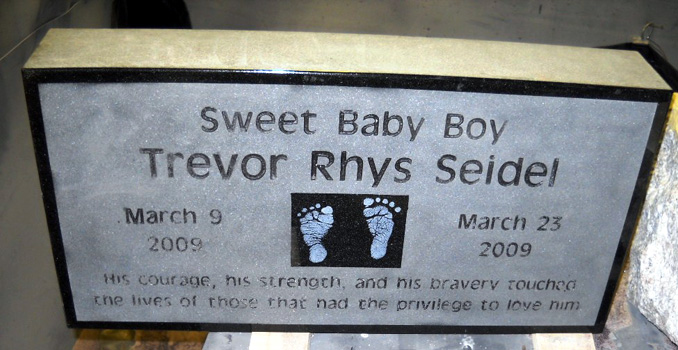 Sweet Baby Boy
Trevor Rhys Seidel
March 9
2009
March 23
2009
His courage, his strength, and his bravery touched
the lives of those that had the privilege to love him